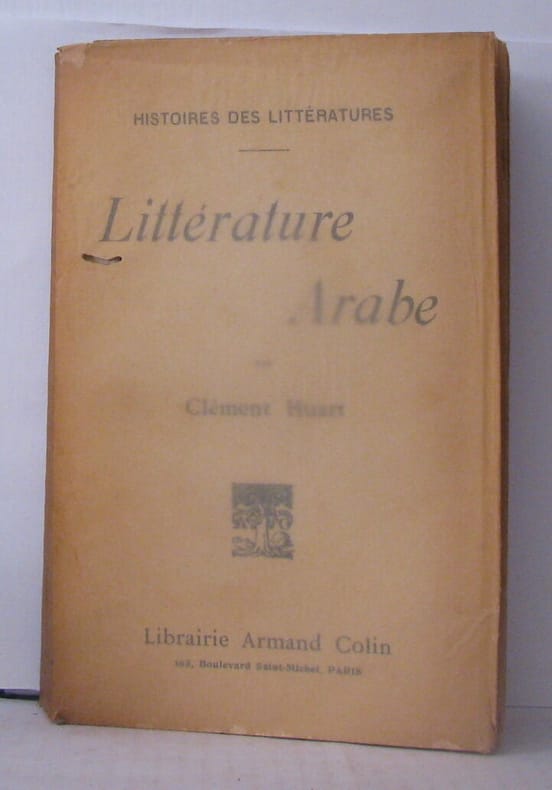 HISTOIRES DES LITTÉRATURES
Littérature
Arabe
Clément Huart
Librairie Armand Colin
103, Boulevard Saint-Michel, PARIS